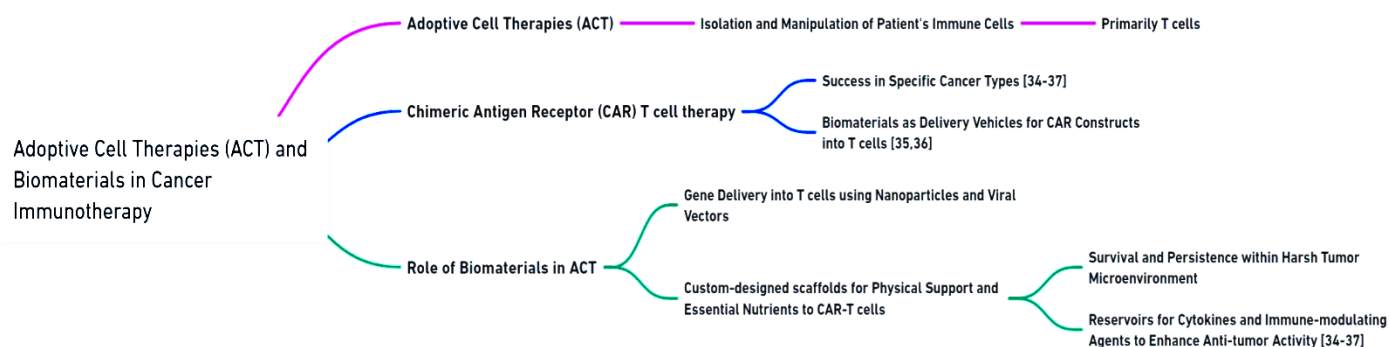 Adoptive Cell Therapies (ACT) and
Biomaterials in Cancer
Immunotherapy
Adoptive Cell Therapies (ACT)
Isolation and Manipulation of Patient's Immune Cells
Primarily T cells
Chimeric Antigen Receptor (CAR) T cell therapy
Success in Specific Cancer Types [34-37]
Biomaterials as Delivery Vehicles for CAR Constructs
into T cells [35,36]
Role of Biomaterials in ACT
Gene Delivery into T cells using Nanoparticles and Viral
Vectors
Custom-designed scaffolds for Physical Support and
Essential Nutrients to CAR-T cells
Survival and Persistence within Harsh Tumor
Microenvironment
Reservoirs for Cytokines and Immune-modulating
Agents to Enhance Anti-tumor Activity [34-37]